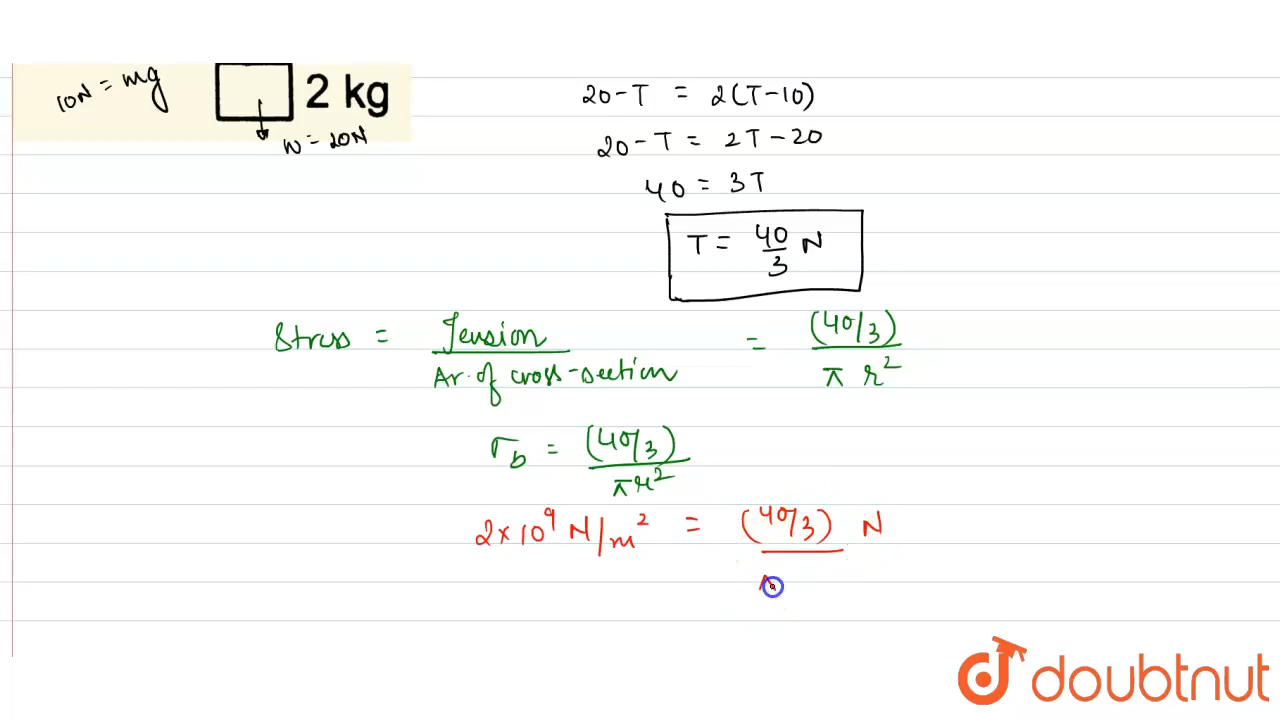 10N = mg
2 kg
W = 20N
20 - T = 2(T - 10)
20 - T = 2T - 20
40 = 3T
T = 40/3 N
Stress = Tension / Ar. of cross-section = (40/3) / π r²
σb = (40/3) / πr²
2 × 10⁹ N/m² = (40/3) N
doubtnut